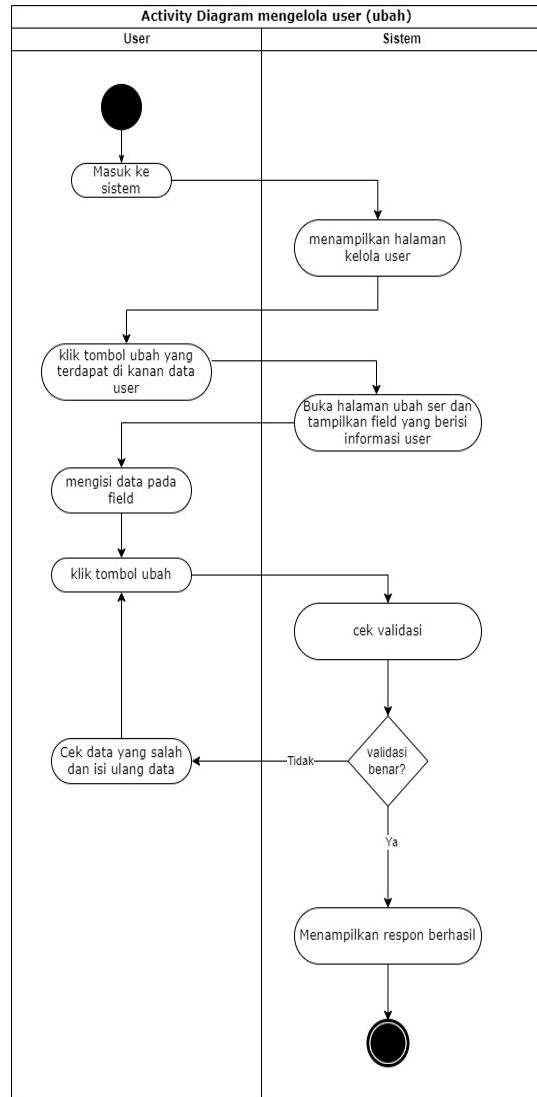 Activity Diagram mengelola user (ubah)
User
Sistem
Masuk ke
sistem
menampilkan halaman
kelola user
klik tombol ubah yang
terdapat di kanan data
user
Buka halaman ubah ser dan
tampilkan field yang berisi
informasi user
mengisi data pada
field
klik tombol ubah
cek validasi
validasi
benar?
Tidak
Cek data yang salah
dan isi ulang data
Ya
Menampilkan respon berhasil